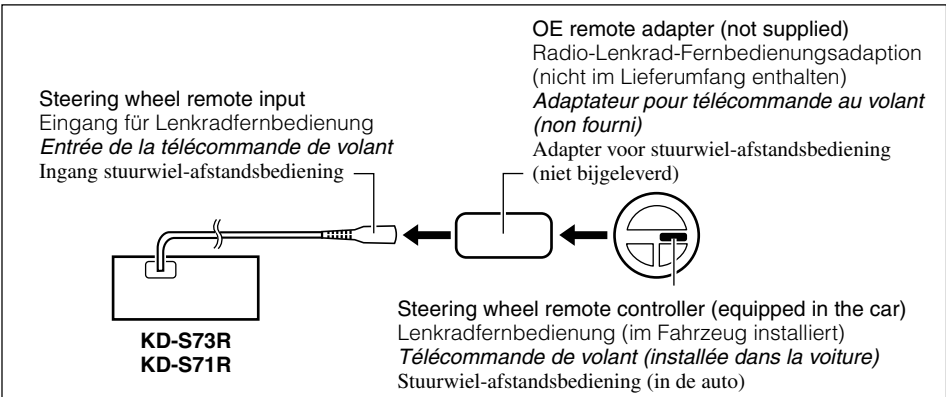 OE remote adapter (not supplied)
Radio-Lenkrad-Fernbedienungsadaption
(nicht im Lieferumfang enthalten)
Adaptateur pour télécommande au volant
(non fourni)
Adapter voor stuurwiel-afstandsbediening
(niet bijgeleverd)
Steering wheel remote input
Eingang für Lenkradfernbedienung
Entrée de la télécommande de volant
Ingang stuurwiel-afstandsbediening
KD-S73R
KD-S71R
Steering wheel remote controller (equipped in the car)
Lenkradfernbedienung (im Fahrzeug installiert)
Télécommande de volant (installée dans la voiture)
Stuurwiel-afstandsbediening (in de auto)